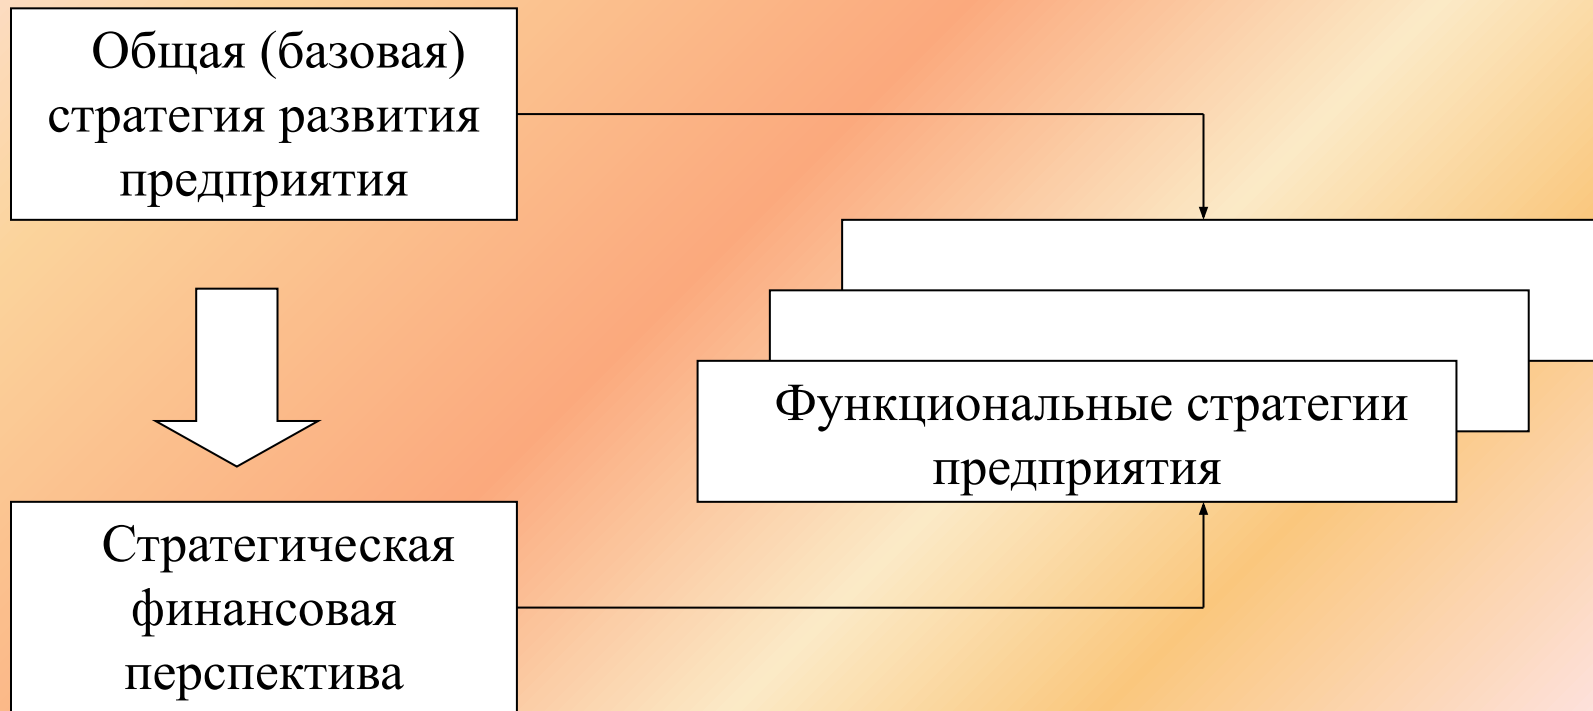 Общая (базовая)
стратегия развития
предприятия
Функциональные стратегии
предприятия
Стратегическая
финансовая
перспектива